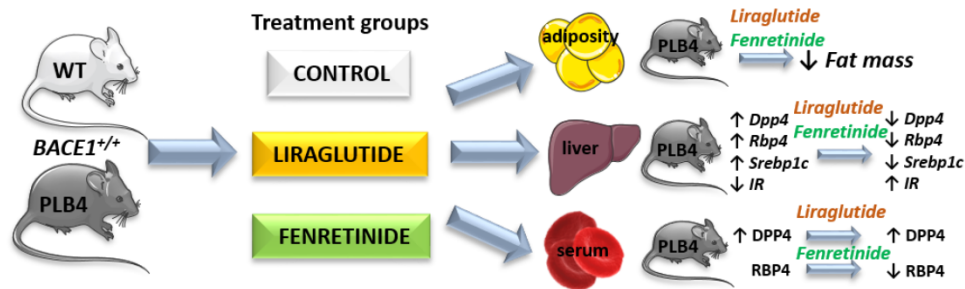 Treatment groups
WT
BACE1+/+
PLB4
CONTROL
LIRAGLUTIDE
FENRETINIDE
adiposity
PLB4
Liraglutide
Fenretinide
↓ Fat mass
liver
PLB4
↑ Dpp4
↑ Rbp4
↑ Srebp1c
↓ IR
Liraglutide
Fenretinide
↓ Dpp4
↓ Rbp4
↓ Srebp1c
↑ IR
serum
PLB4
↑ DPP4
RBP4
Liraglutide
Fenretinide
↑ DPP4
↓ RBP4